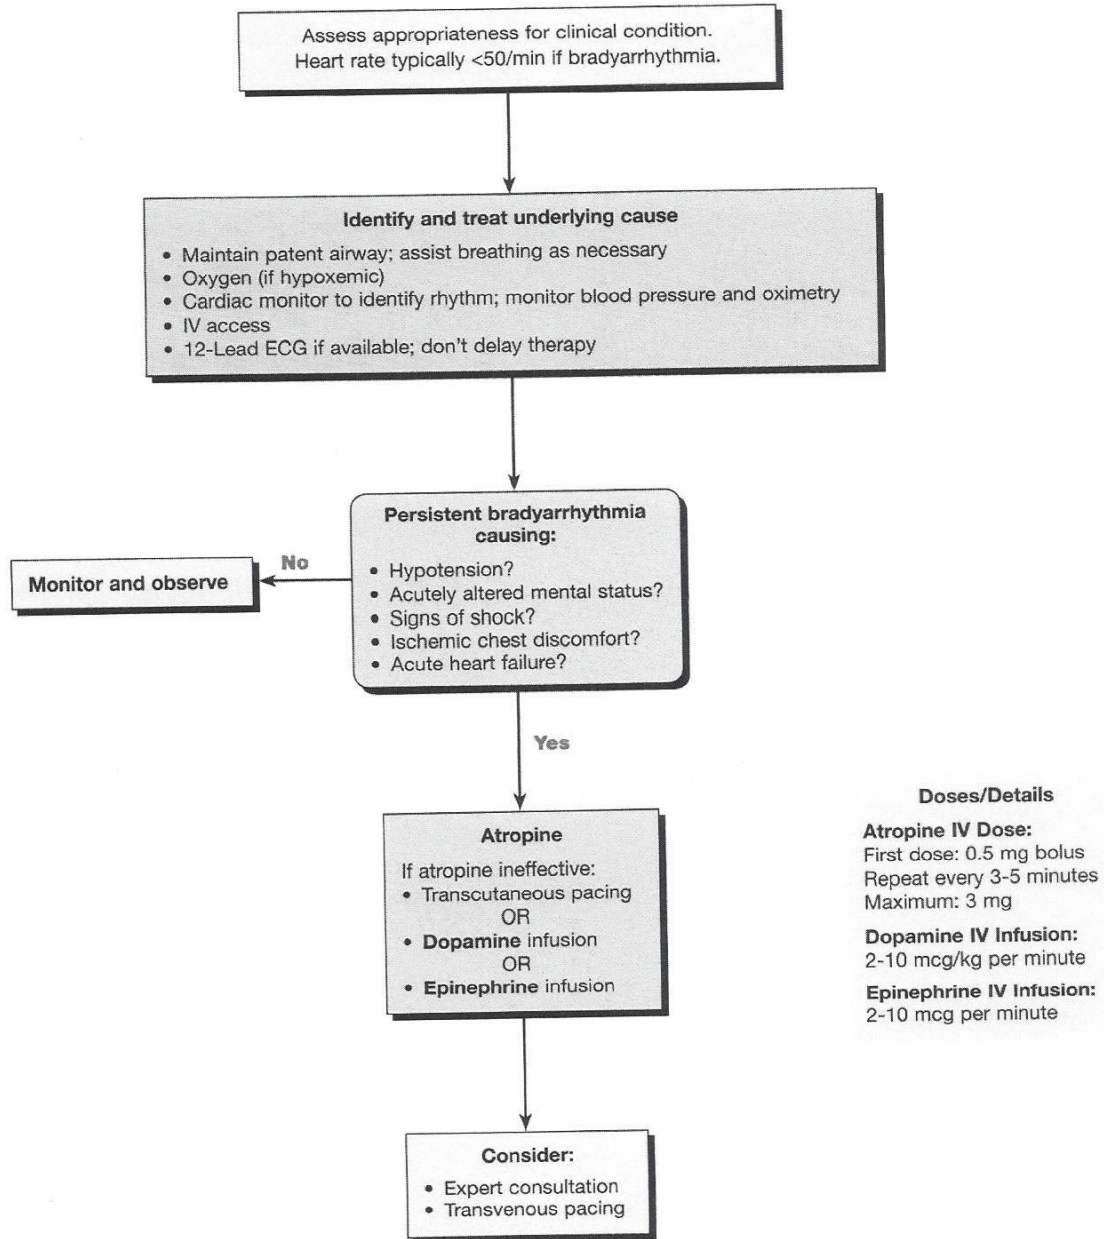 Assess appropriateness for clinical condition.
Heart rate typically <50/min if bradyarrhythmia.
Identify and treat underlying cause
• Maintain patent airway; assist breathing as necessary
• Oxygen (if hypoxemic)
• Cardiac monitor to identify rhythm; monitor blood pressure and oximetry
• IV access
• 12-Lead ECG if available; don't delay therapy
Persistent bradyarrhythmia
causing:
• Hypotension?
• Acutely altered mental status?
• Signs of shock?
• Ischemic chest discomfort?
• Acute heart failure?
No
Monitor and observe
Yes
Atropine
If atropine ineffective:
• Transcutaneous pacing
OR
• Dopamine infusion
OR
• Epinephrine infusion
Doses/Details
Atropine IV Dose:
First dose: 0.5 mg bolus
Repeat every 3-5 minutes
Maximum: 3 mg
Dopamine IV Infusion:
2-10 mcg/kg per minute
Epinephrine IV Infusion:
2-10 mcg per minute
Consider:
• Expert consultation
• Transvenous pacing